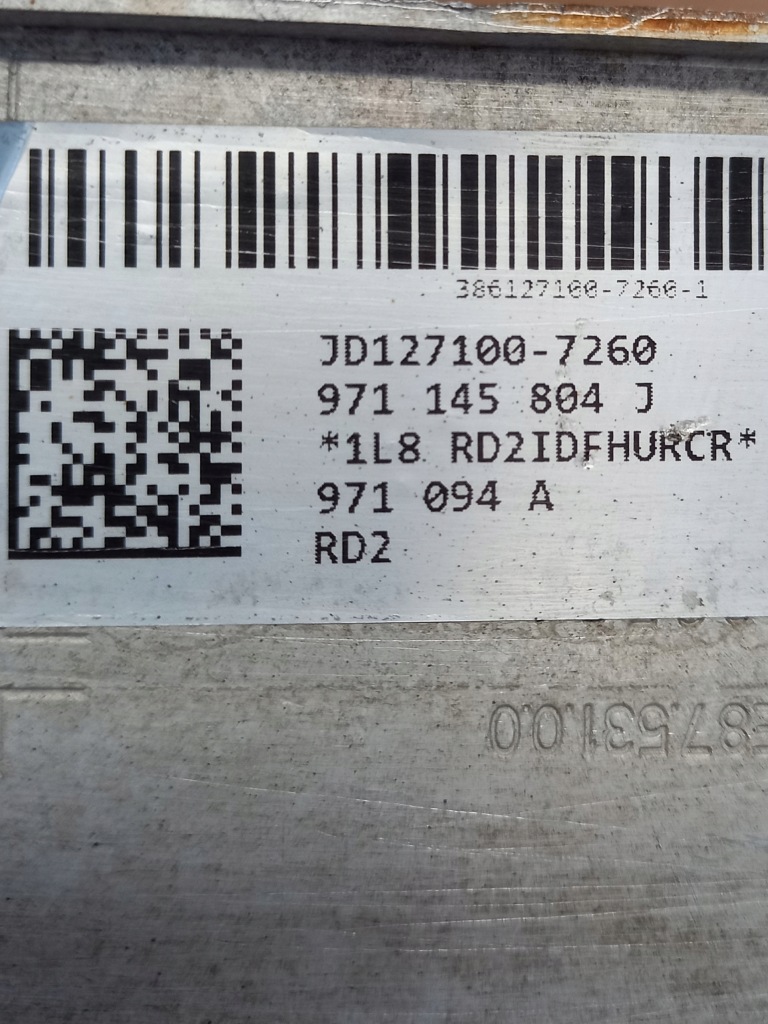 386127100-7260-1
JD127100-7260
971 145 804 J
*1L8 RD2IDFHURCR*
971 094 A
RD2